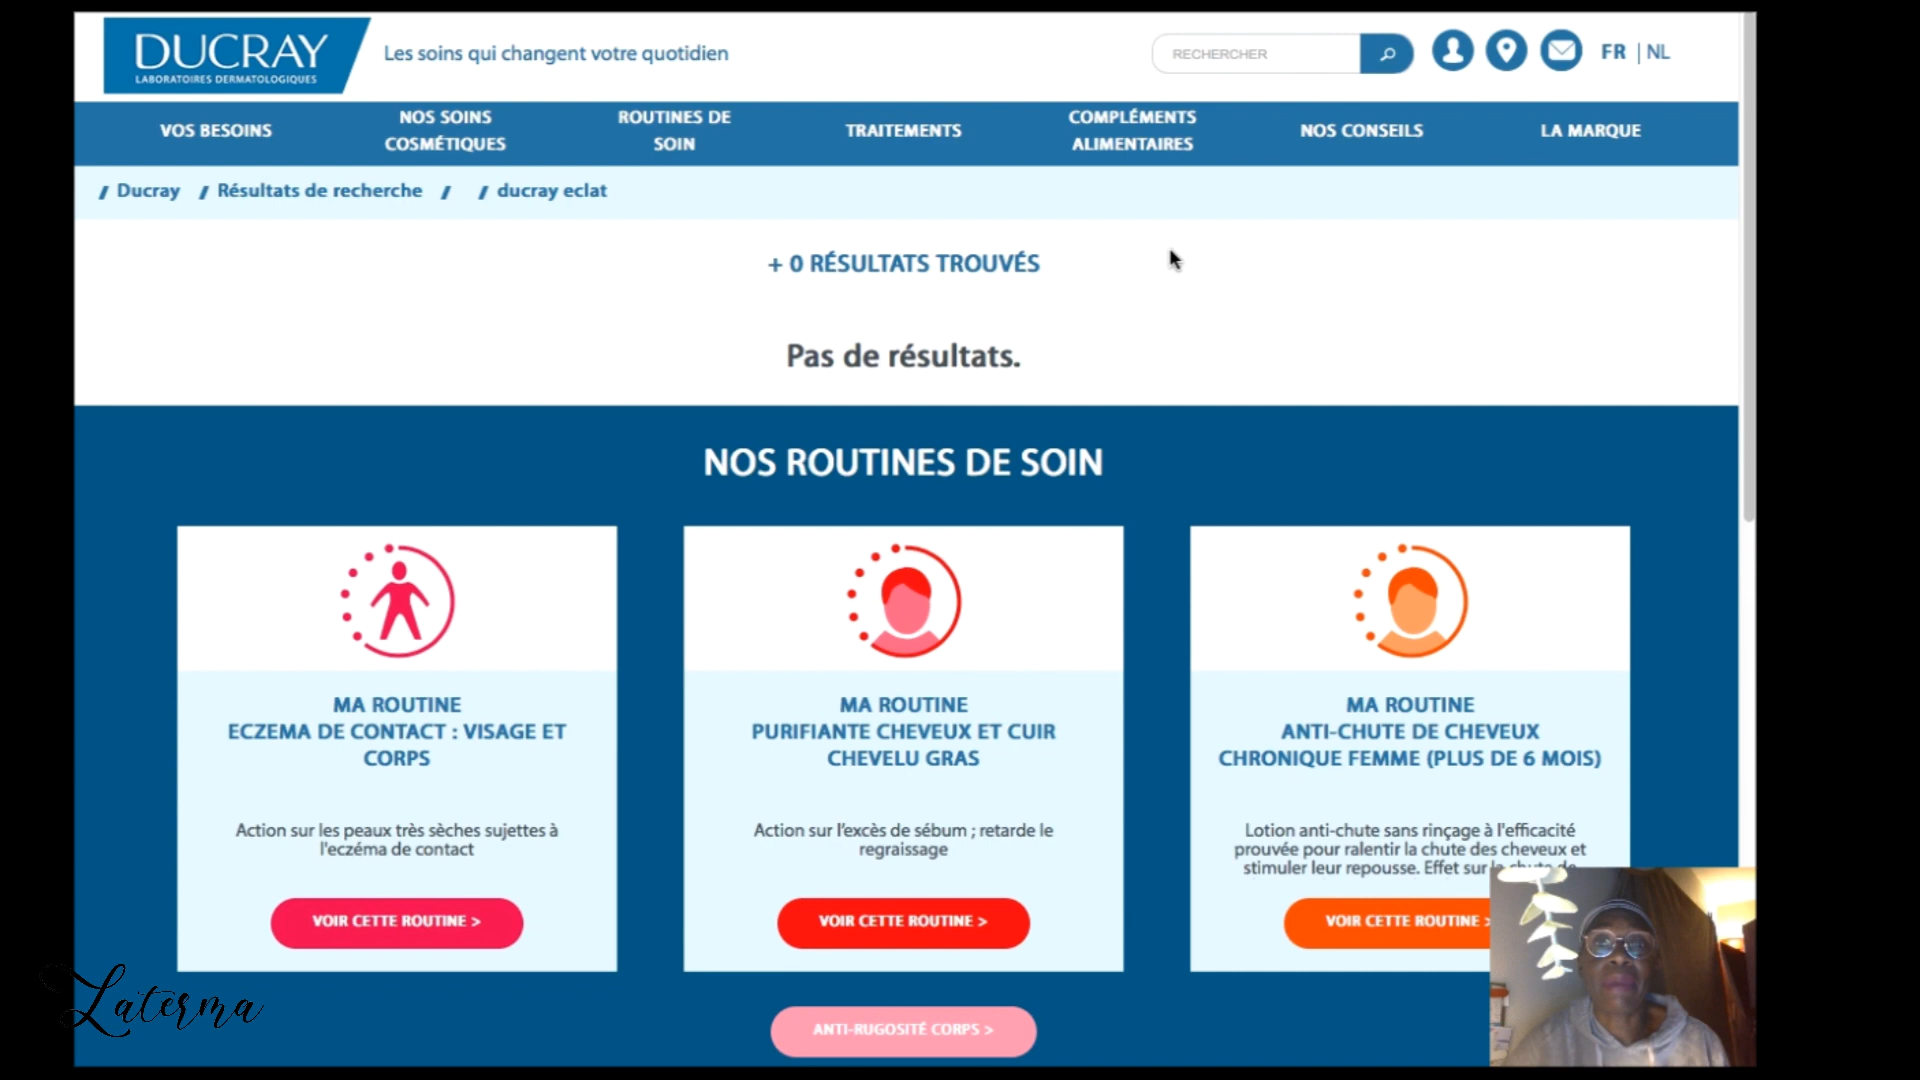 DUCRAY
LABORATOIRES DERMATOLOGIQUES
Les soins qui changent votre quotidien
RECHERCHER
FR | NL
VOS BESOINS
NOS SOINS
COSMÉTIQUES
ROUTINES DE
SOIN
TRAITEMENTS
COMPLÉMENTS
ALIMENTAIRES
NOS CONSEILS
LA MARQUE
/ Ducray / Résultats de recherche / / ducray eclat
+ 0 RÉSULTATS TROUVÉS
Pas de résultats.
NOS ROUTINES DE SOIN
MA ROUTINE
ECZEMA DE CONTACT : VISAGE ET
CORPS
Action sur les peaux très sèches sujettes à
l'eczéma de contact
VOIR CETTE ROUTINE >
MA ROUTINE
PURIFIANTE CHEVEUX ET CUIR
CHEVELU GRAS
Action sur l’excès de sébum ; retarde le
regraissage
VOIR CETTE ROUTINE >
MA ROUTINE
ANTI-CHUTE DE CHEVEUX
CHRONIQUE FEMME (PLUS DE 6 MOIS)
Lotion anti-chute sans rinçage à l'efficacité
prouvée pour ralentir la chute des cheveux et
stimuler leur repousse. Effet sur la chute de
VOIR CETTE ROUTINE >
ANTI-RUGOSITÉ CORPS >
Laterma